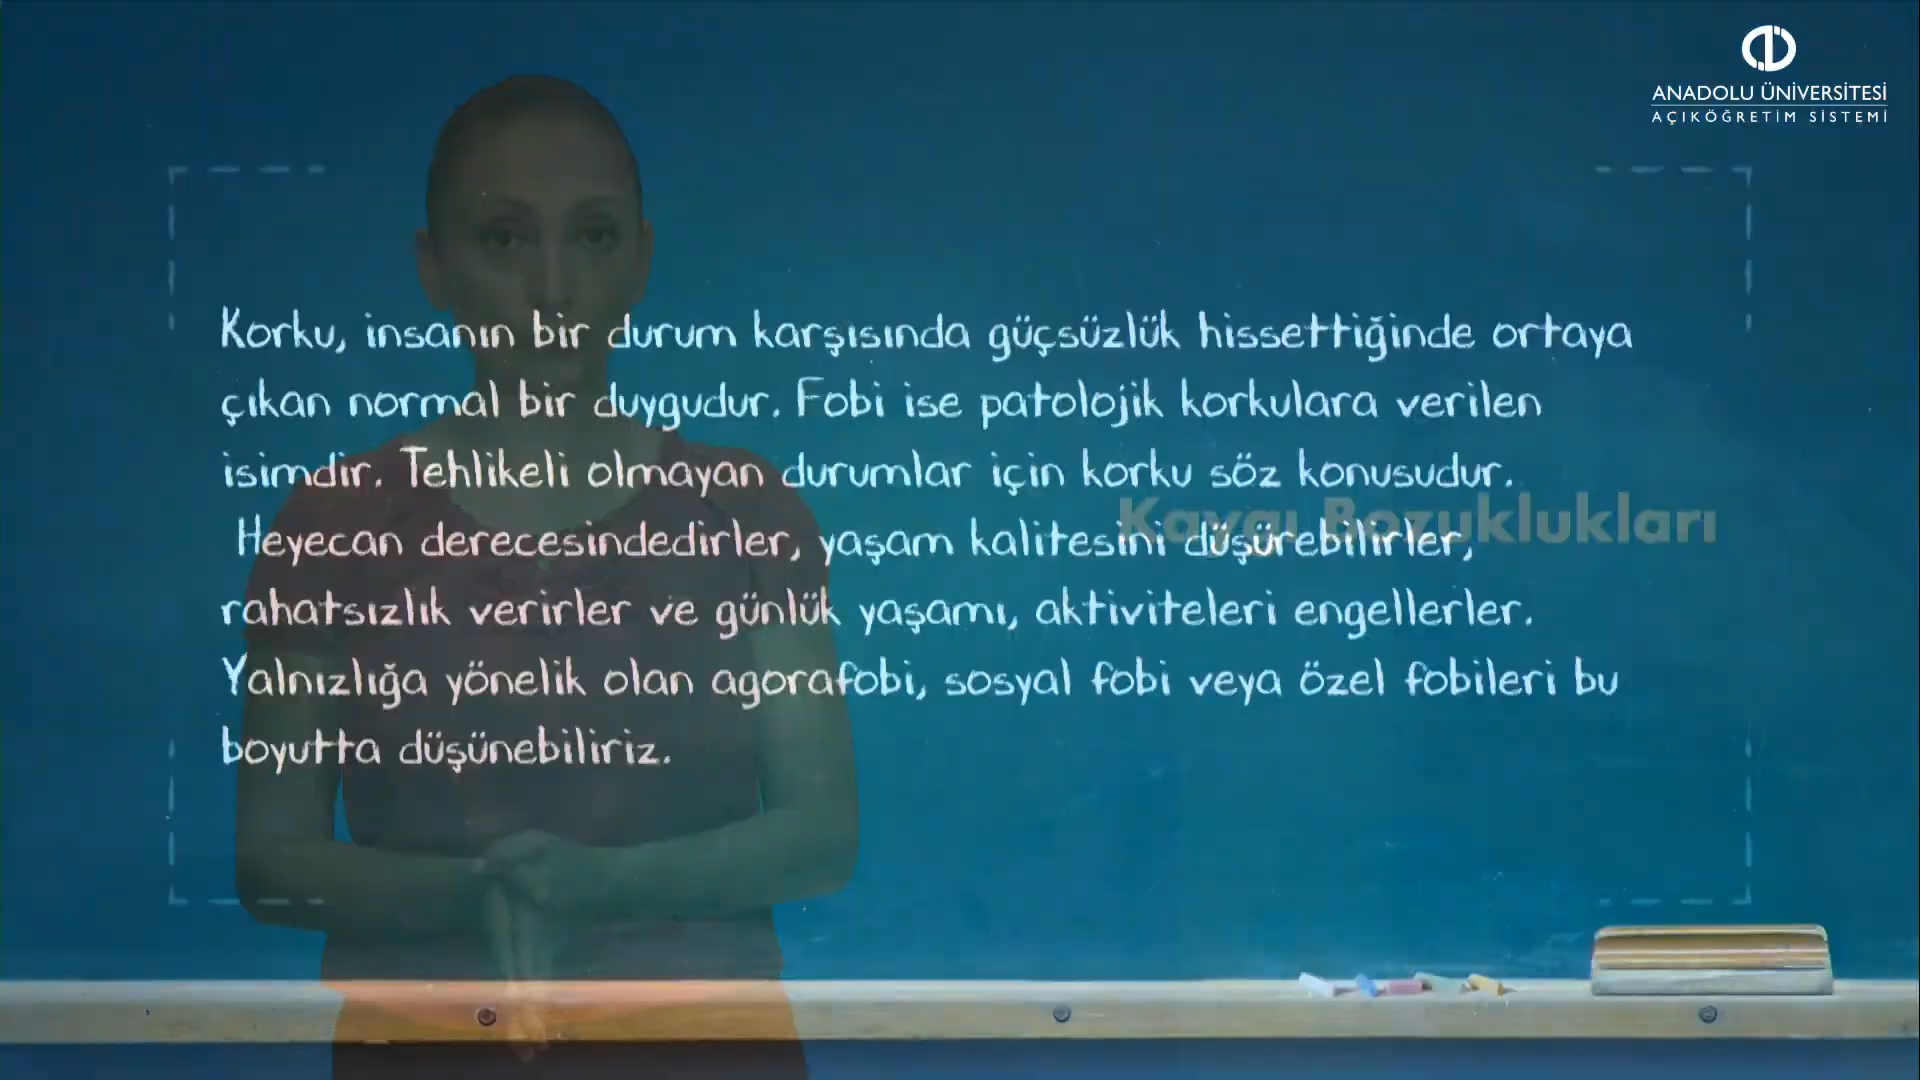 ANADOLU ÜNİVERSİTESİ
AÇIKÖĞRETİM SİSTEMİ
Korku, insanın bir durum karşısında güçsüzlük hissettiğinde ortaya
çıkan normal bir duygudur. Fobi ise patolojik korkulara verilen
isimdir. Tehlikeli olmayan durumlar için korku söz konusudur.
Kaygı Bozuklukları
Heyecan derecesindedirler, yaşam kalitesini düşürebilirler,
rahatsızlık verirler ve günlük yaşamı, aktiviteleri engellerler.
Yalnızlığa yönelik olan agorafobi, sosyal fobi veya özel fobileri bu
boyutta düşünebiliriz.